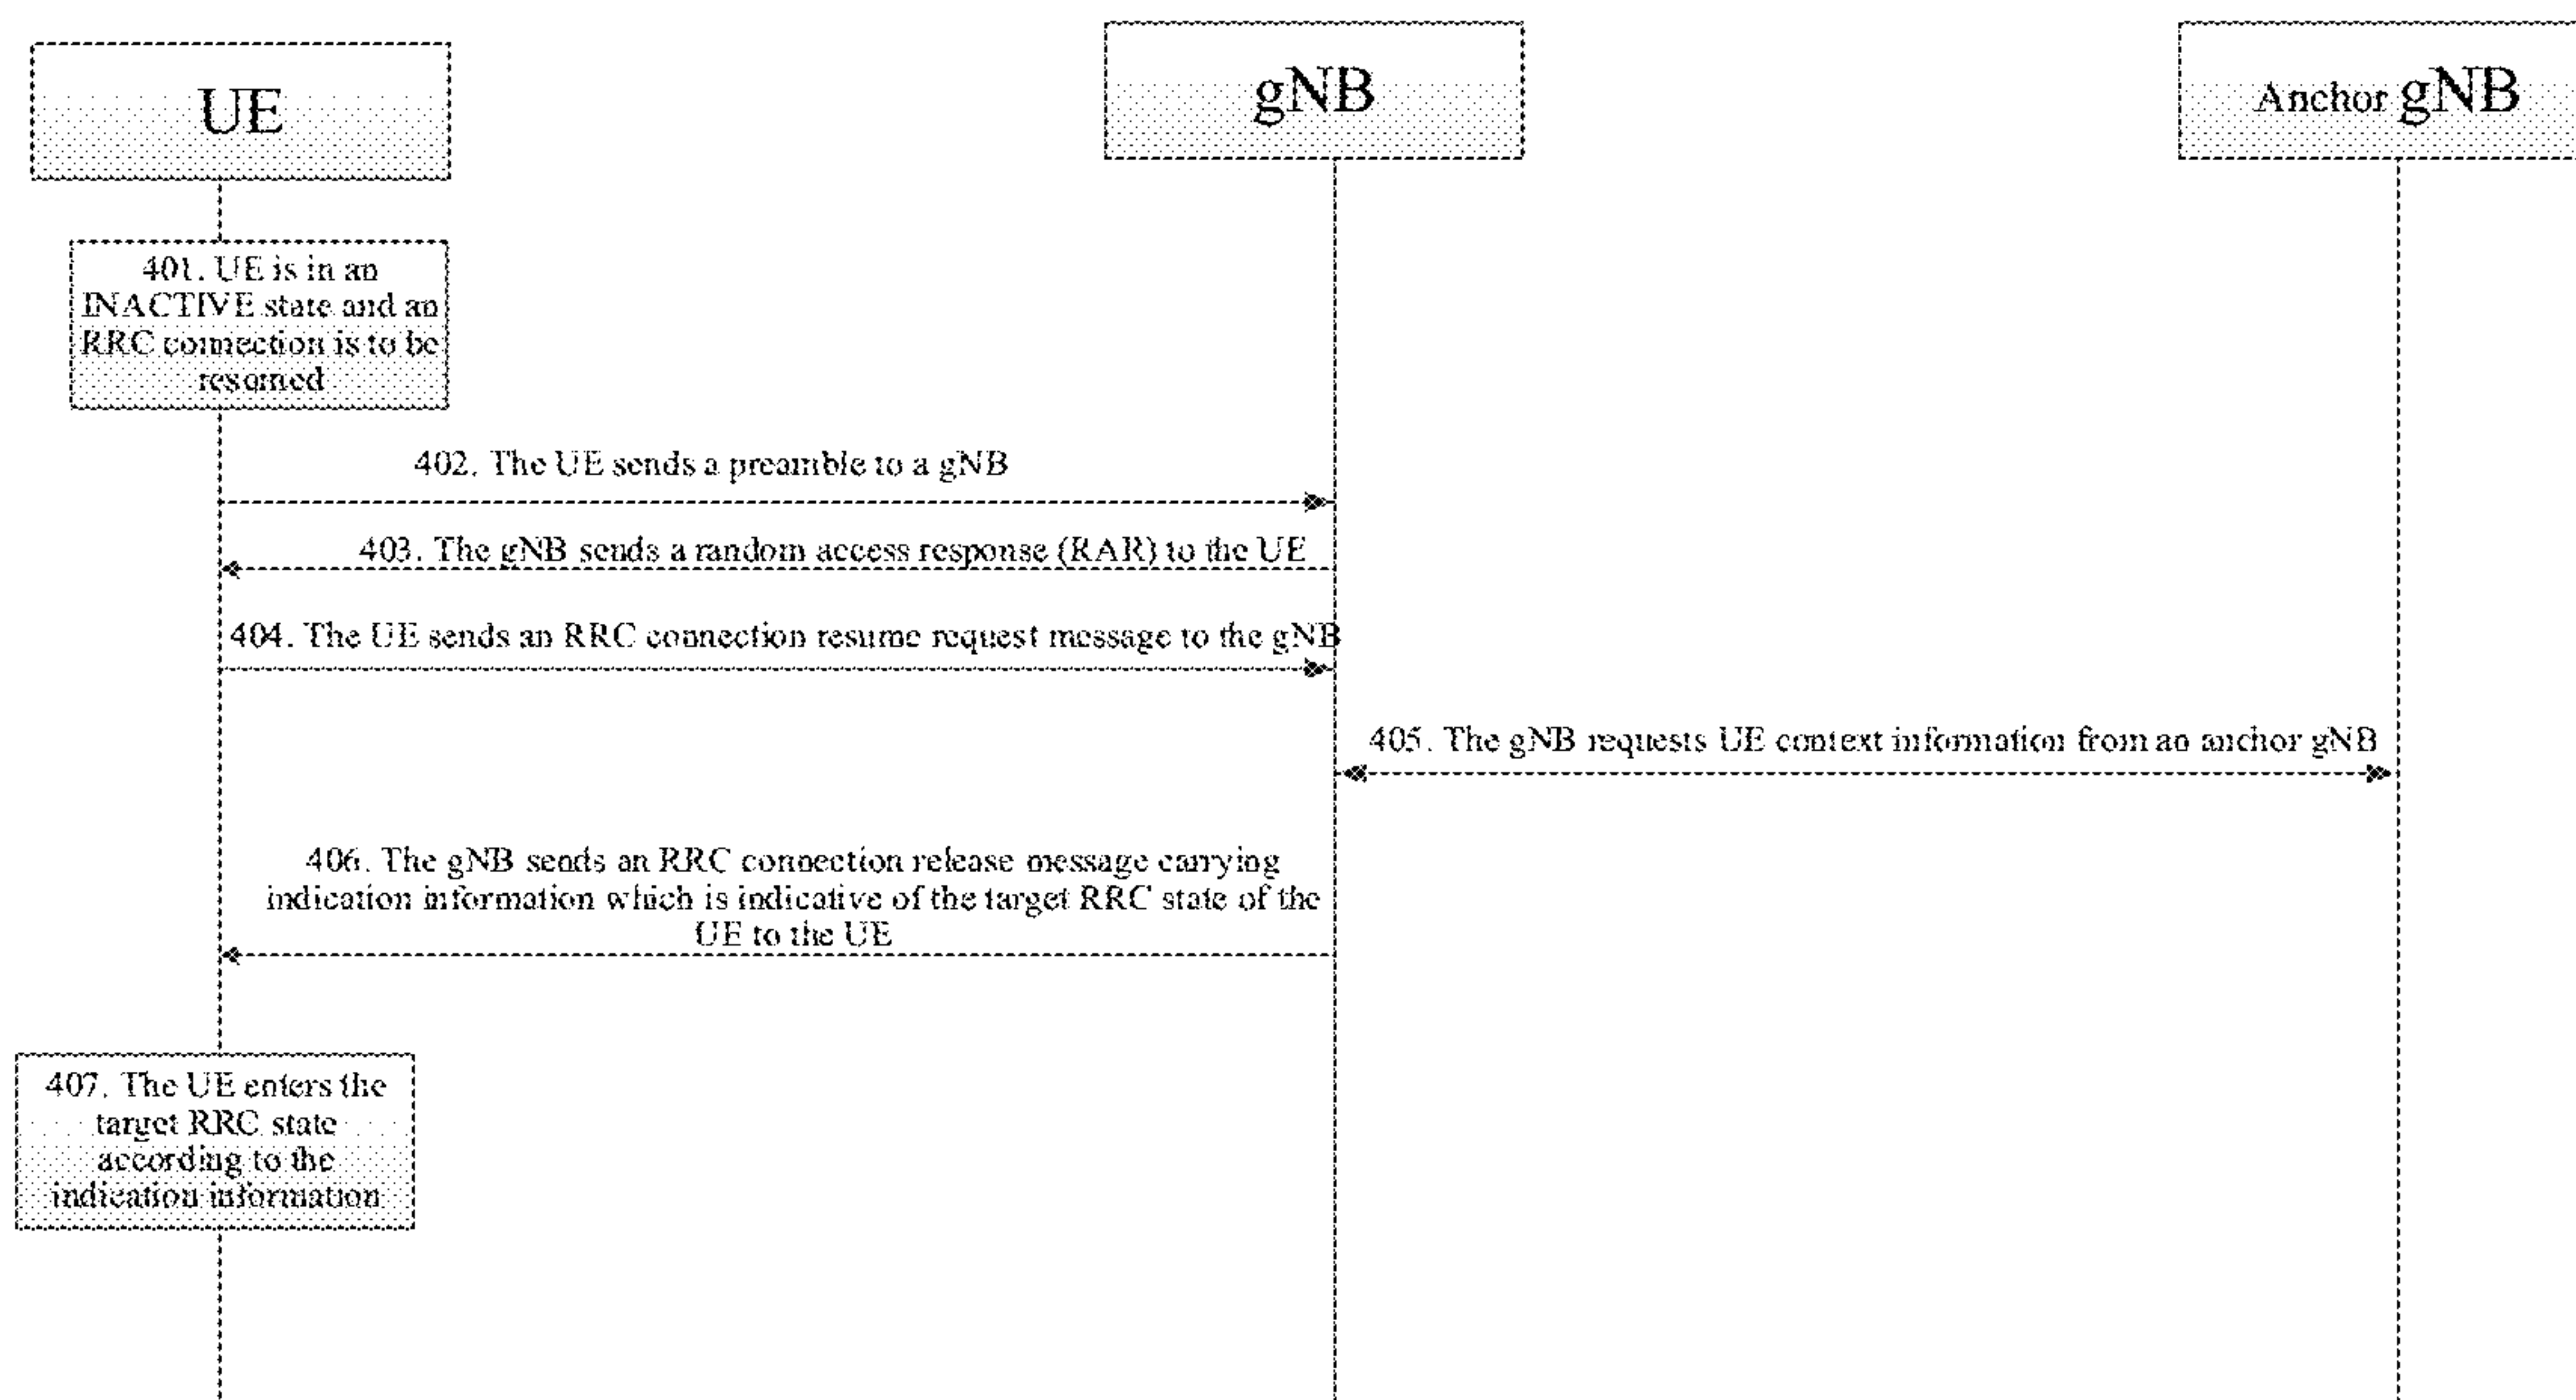 UE
gNB
Anchor gNB
401. UE is in an
INACTIVE state and an
RRC connection is to be
resumed
402. The UE sends a preamble to a gNB
403. The gNB sends a random access response (RAR) to the UE
404. The UE sends an RRC connection resume request message to the gNB
405. The gNB requests UE context information from an anchor gNB
406. The gNB sends an RRC connection release message carrying
indication information which is indicative of the target RRC state of the
UE to the UE
407. The UE enters the
target RRC state
according to the
indication information